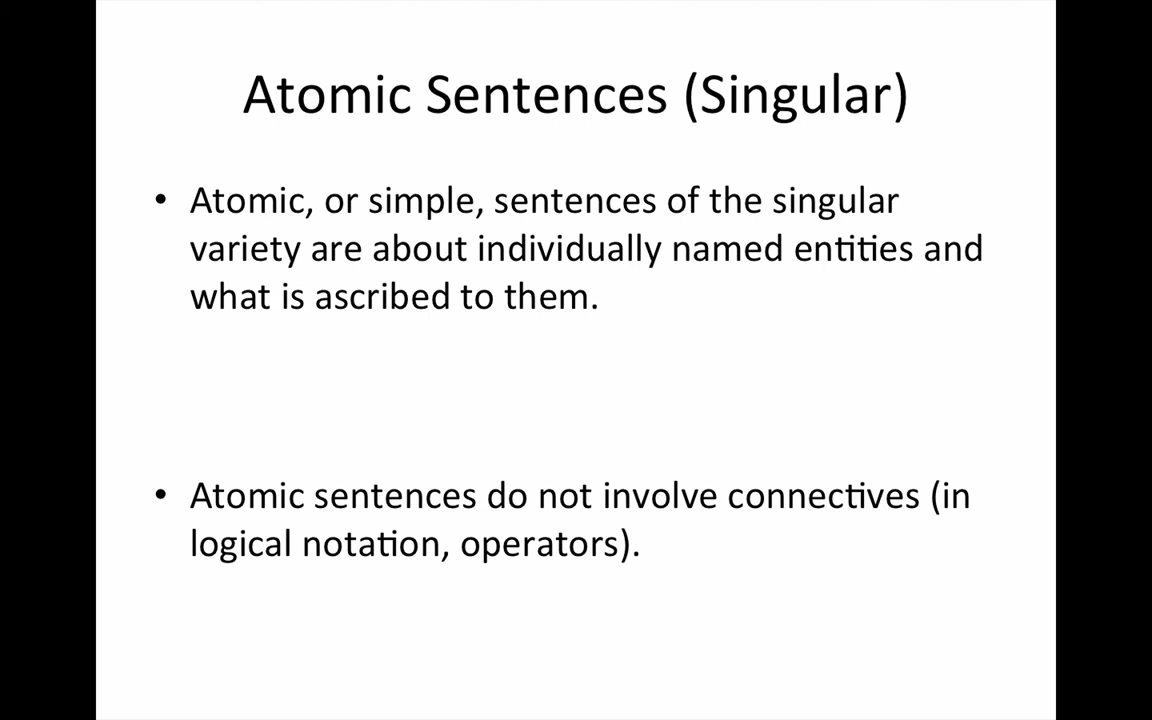 Atomic Sentences (Singular)
• Atomic, or simple, sentences of the singular
variety are about individually named entities and
what is ascribed to them.
• Atomic sentences do not involve connectives (in
logical notation, operators).